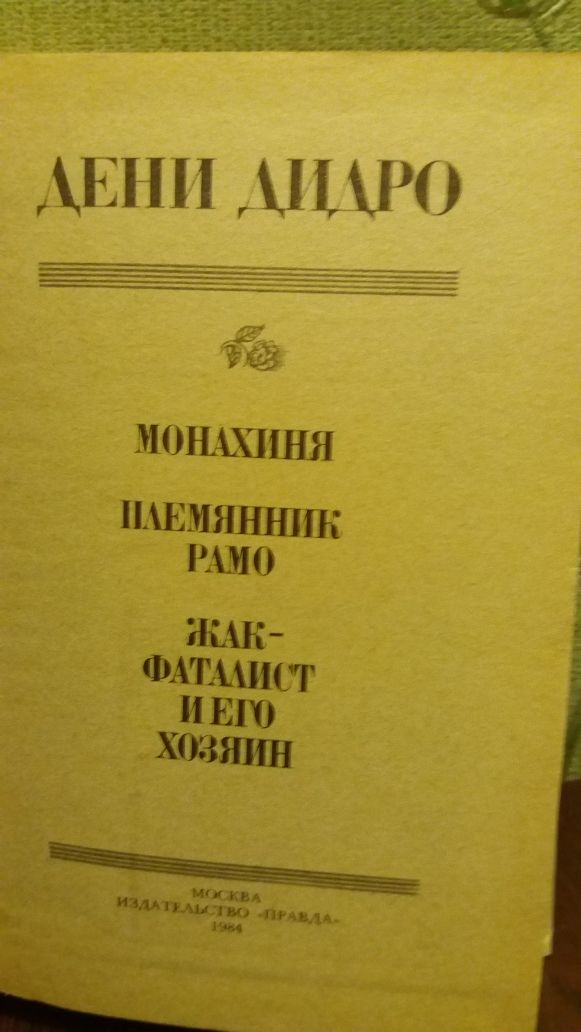 ДЕНИ ДИДРО
МОНАХИНЯ
ПЛЕМЯННИК
РАМО
ЖАК-
ФАТАЛИСТ
И ЕГО
ХОЗЯИН
МОСКВА
ИЗДАТЕЛЬСТВО «ПРАВДА»
1984